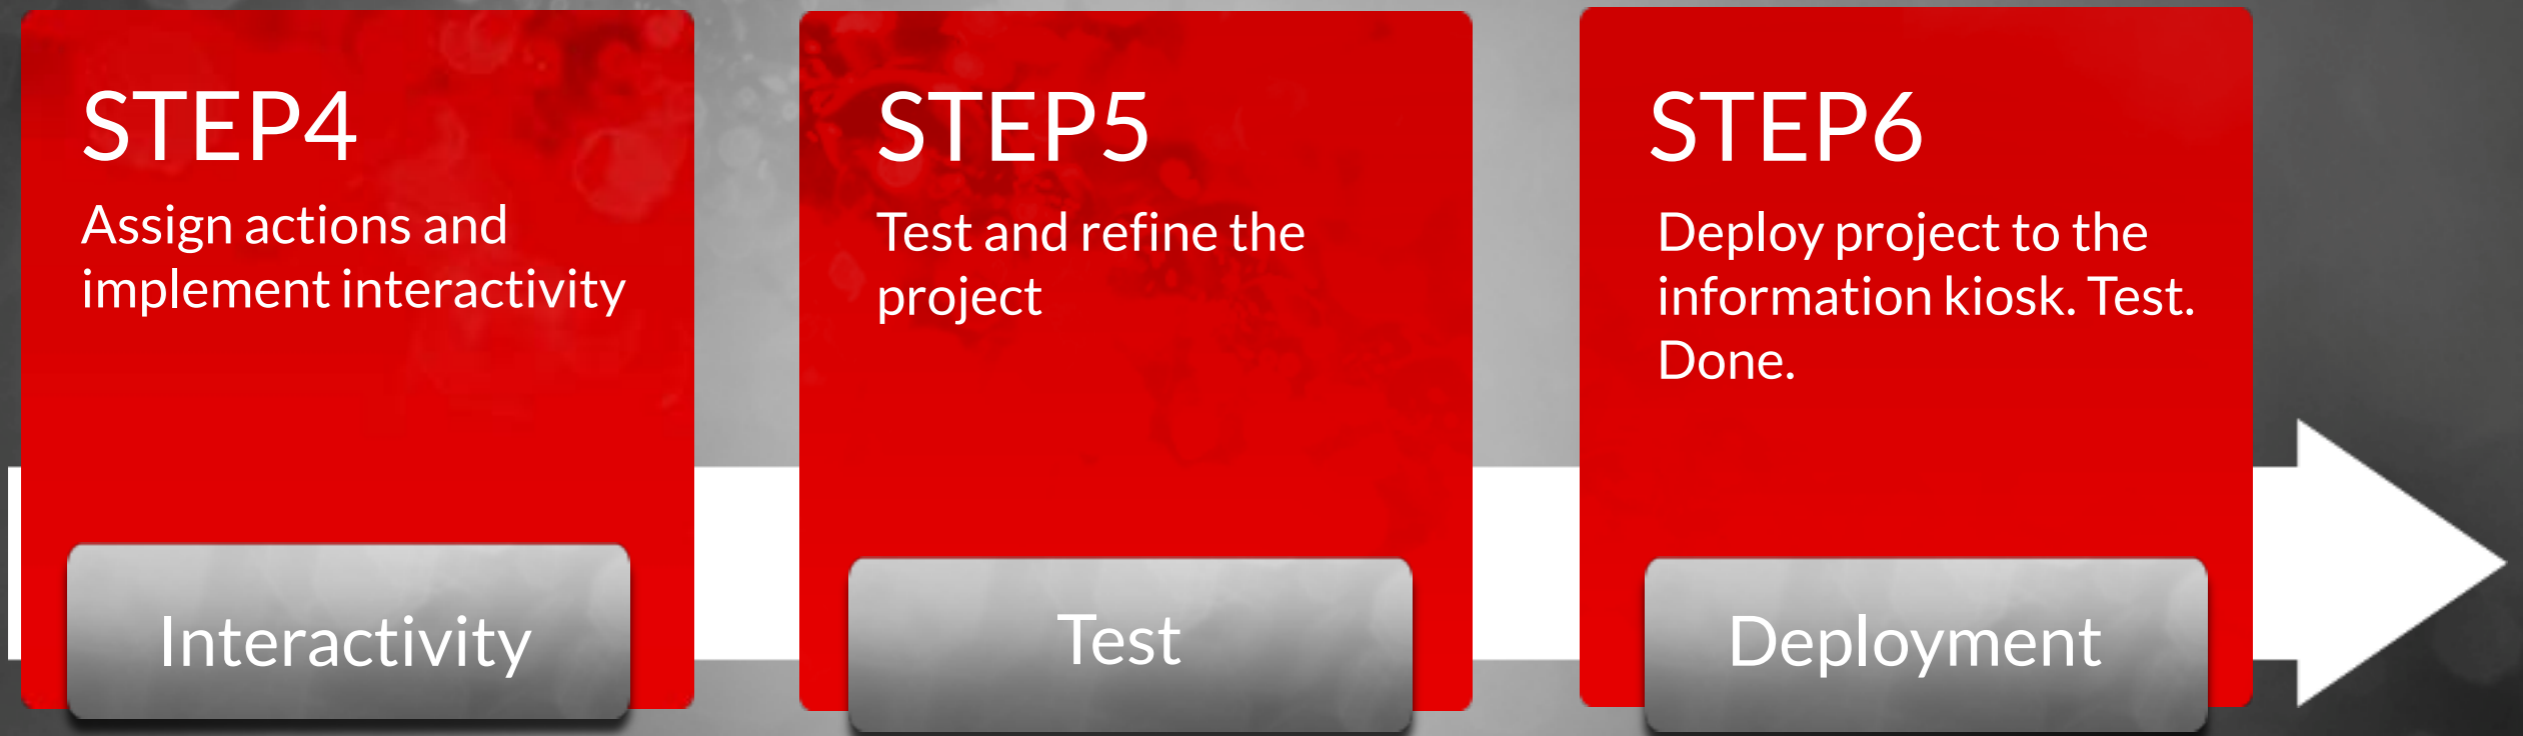 STEP4
Assign actions and
implement interactivity
Interactivity
STEP5
Test and refine the
project
Test
STEP6
Deploy project to the
information kiosk. Test.
Done.
Deployment